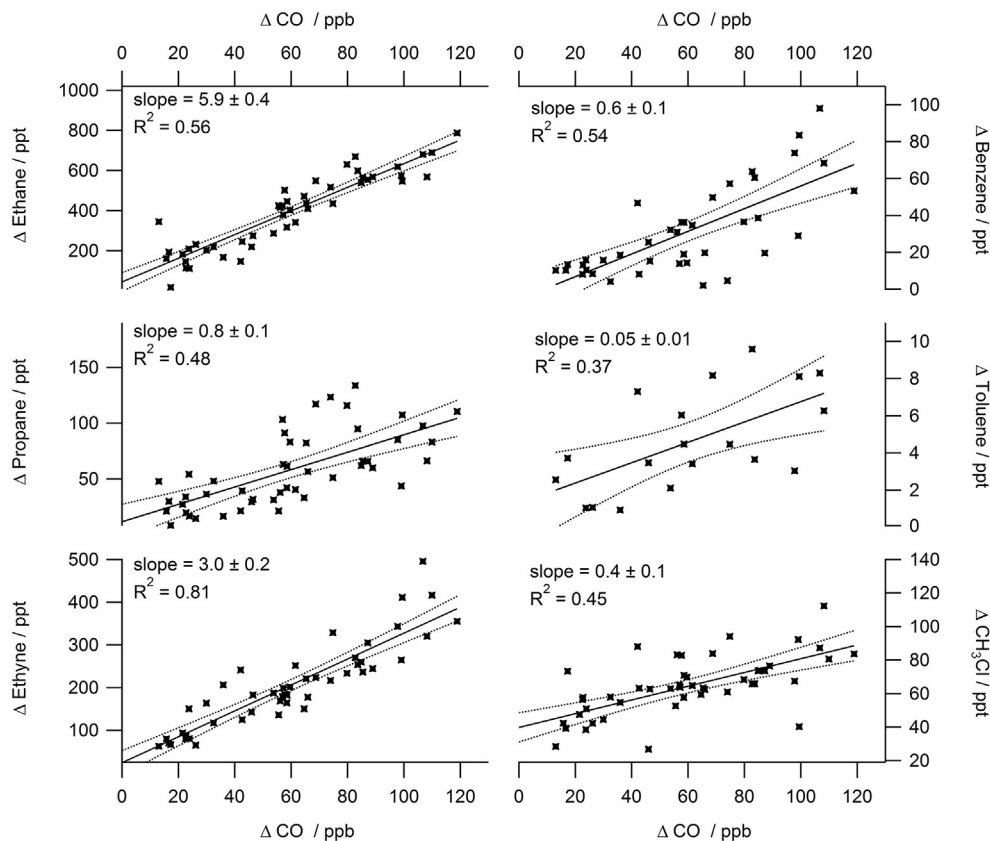 Δ CO / ppb
Δ CO / ppb
0 20 40 60 80 100 120
0 20 40 60 80 100 120
slope = 5.9 ± 0.4
R² = 0.56
1000
800
600
400
200
Δ Ethane / ppt
slope = 0.6 ± 0.1
R² = 0.54
100
80
60
40
20
0
Δ Benzene / ppt
slope = 0.8 ± 0.1
R² = 0.48
150
100
50
Δ Propane / ppt
slope = 0.05 ± 0.01
R² = 0.37
10
8
6
4
2
0
Δ Toluene / ppt
slope = 3.0 ± 0.2
R² = 0.81
500
400
300
200
100
Δ Ethyne / ppt
slope = 0.4 ± 0.1
R² = 0.45
140
120
100
80
60
40
20
Δ CH₃Cl / ppt
0 20 40 60 80 100 120
0 20 40 60 80 100 120
Δ CO / ppb
Δ CO / ppb